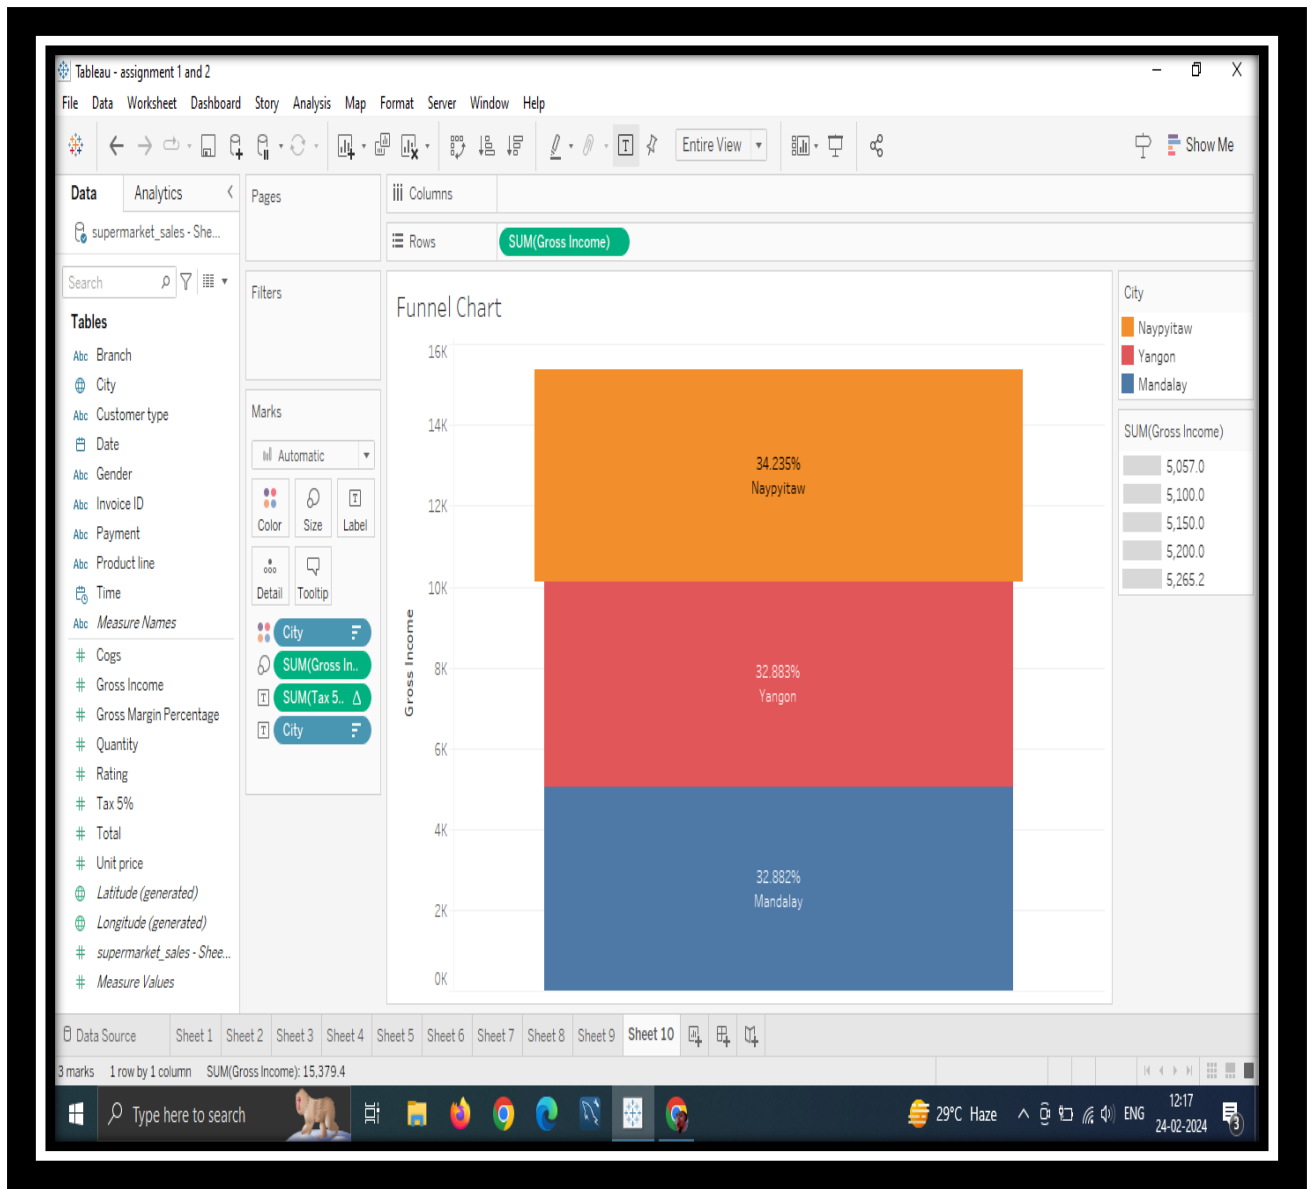 Tableau - assignment 1 and 2
File Data Worksheet Dashboard Story Analysis Map Format Server Window Help
Entire View
Show Me
Data Analytics
supermarket_sales - She...
Search
Tables
Abc Branch
City
Abc Customer type
Date
Abc Gender
Abc Invoice ID
Abc Payment
Abc Product line
Time
Abc Measure Names
# Cogs
# Gross Income
# Gross Margin Percentage
# Quantity
# Rating
# Tax 5%
# Total
# Unit price
Latitude (generated)
Longitude (generated)
# supermarket_sales - Shee...
# Measure Values
Pages
Filters
Marks
Automatic
Color Size Label
Detail Tooltip
City
SUM(Gross In..
SUM(Tax 5.. Δ
City
Columns
Rows SUM(Gross Income)
Funnel Chart
16K
14K
12K
10K
8K
6K
4K
2K
0K
Gross Income
34.235%
Naypyitaw
32.883%
Yangon
32.882%
Mandalay
City
Naypyitaw
Yangon
Mandalay
SUM(Gross Income)
5,057.0
5,100.0
5,150.0
5,200.0
5,265.2
Data Source Sheet 1 Sheet 2 Sheet 3 Sheet 4 Sheet 5 Sheet 6 Sheet 7 Sheet 8 Sheet 9 Sheet 10
3 marks 1 row by 1 column SUM(Gross Income): 15,379.4
Type here to search
29°C Haze
ENG
12:17
24-02-2024
3